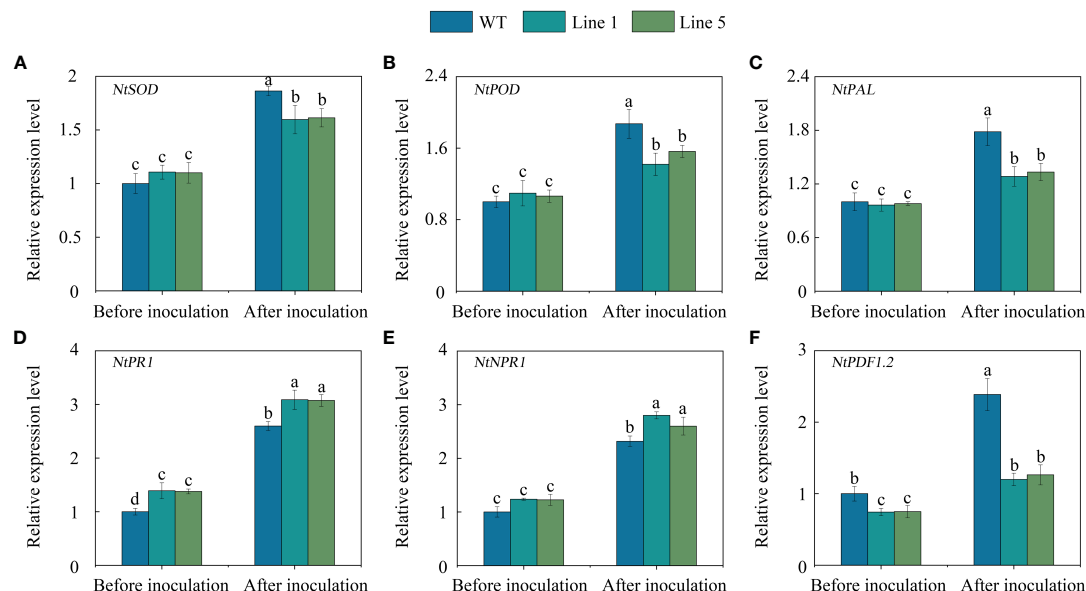 WT Line 1 Line 5
A
NtSOD
Relative expression level
2
1.5
1
0.5
0
c c c a b b
Before inoculation After inoculation
B
NtPOD
Relative expression level
2.4
1.6
0.8
0
c c c a b b
Before inoculation After inoculation
C
NtPAL
Relative expression level
2.4
1.8
1.2
0.6
0
c c c a b b
Before inoculation After inoculation
D
NtPR1
Relative expression level
4
3
2
1
0
d c c b a a
Before inoculation After inoculation
E
NtNPR1
Relative expression level
4
3
2
1
0
c c c b a a
Before inoculation After inoculation
F
NtPDF1.2
Relative expression level
3
2
1
0
b c c a b b
Before inoculation After inoculation